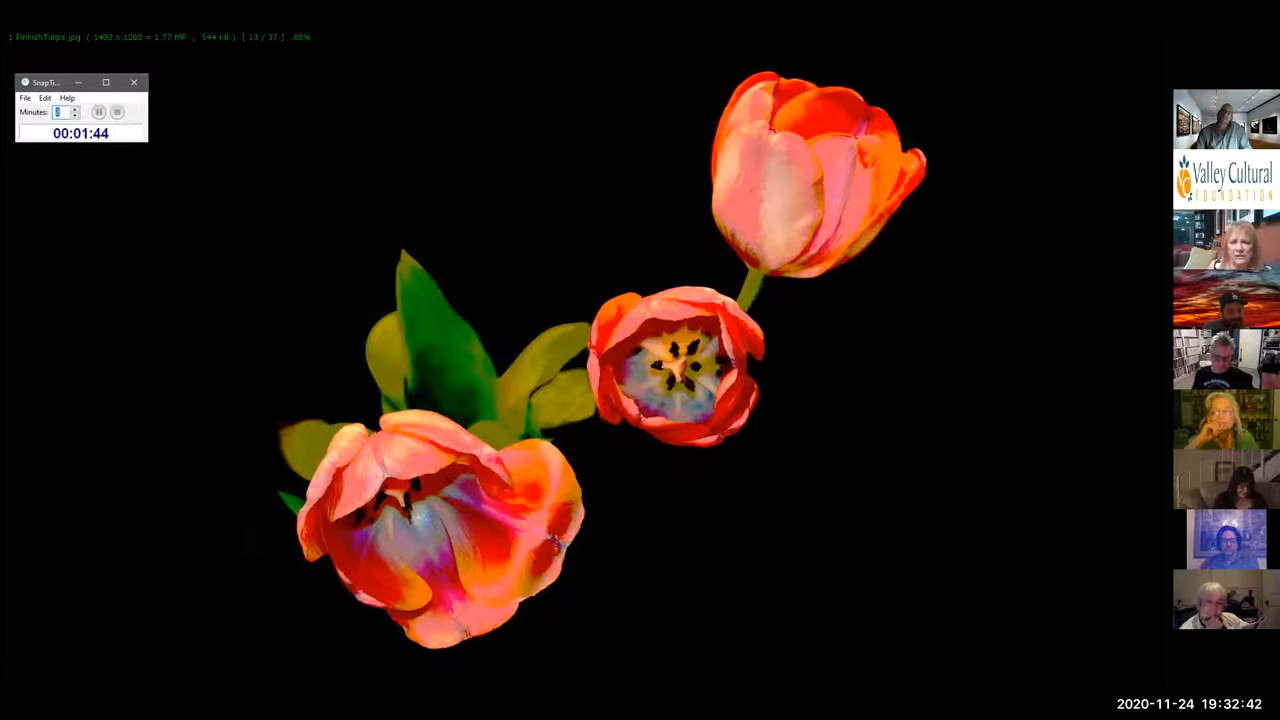 1 PinkishTulips.jpg ( 1400 x 1262 = 1.77 MP , 544 KB ) [ 13 / 37 ] 86%
SnapTi...
File Edit Help
Minutes: 2
00:01:44
Valley Cultural
FOUNDATION
2020-11-24 19:32:42